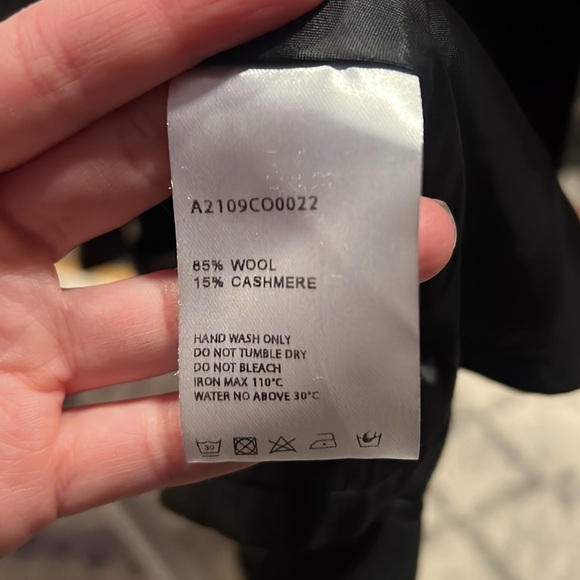 A2109CO0022
85% WOOL
15% CASHMERE
HAND WASH ONLY
DO NOT TUMBLE DRY
DO NOT BLEACH
IRON MAX 110°C
WATER NO ABOVE 30°C
30